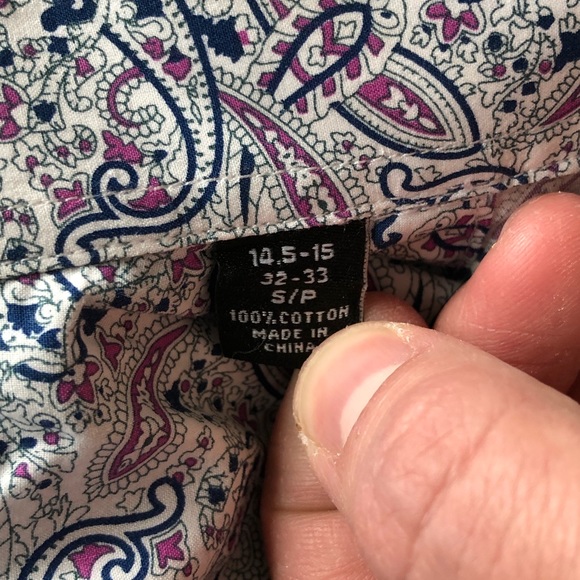 14.5-15
32-33
S/P
100% COTTON
MADE IN
CHINA